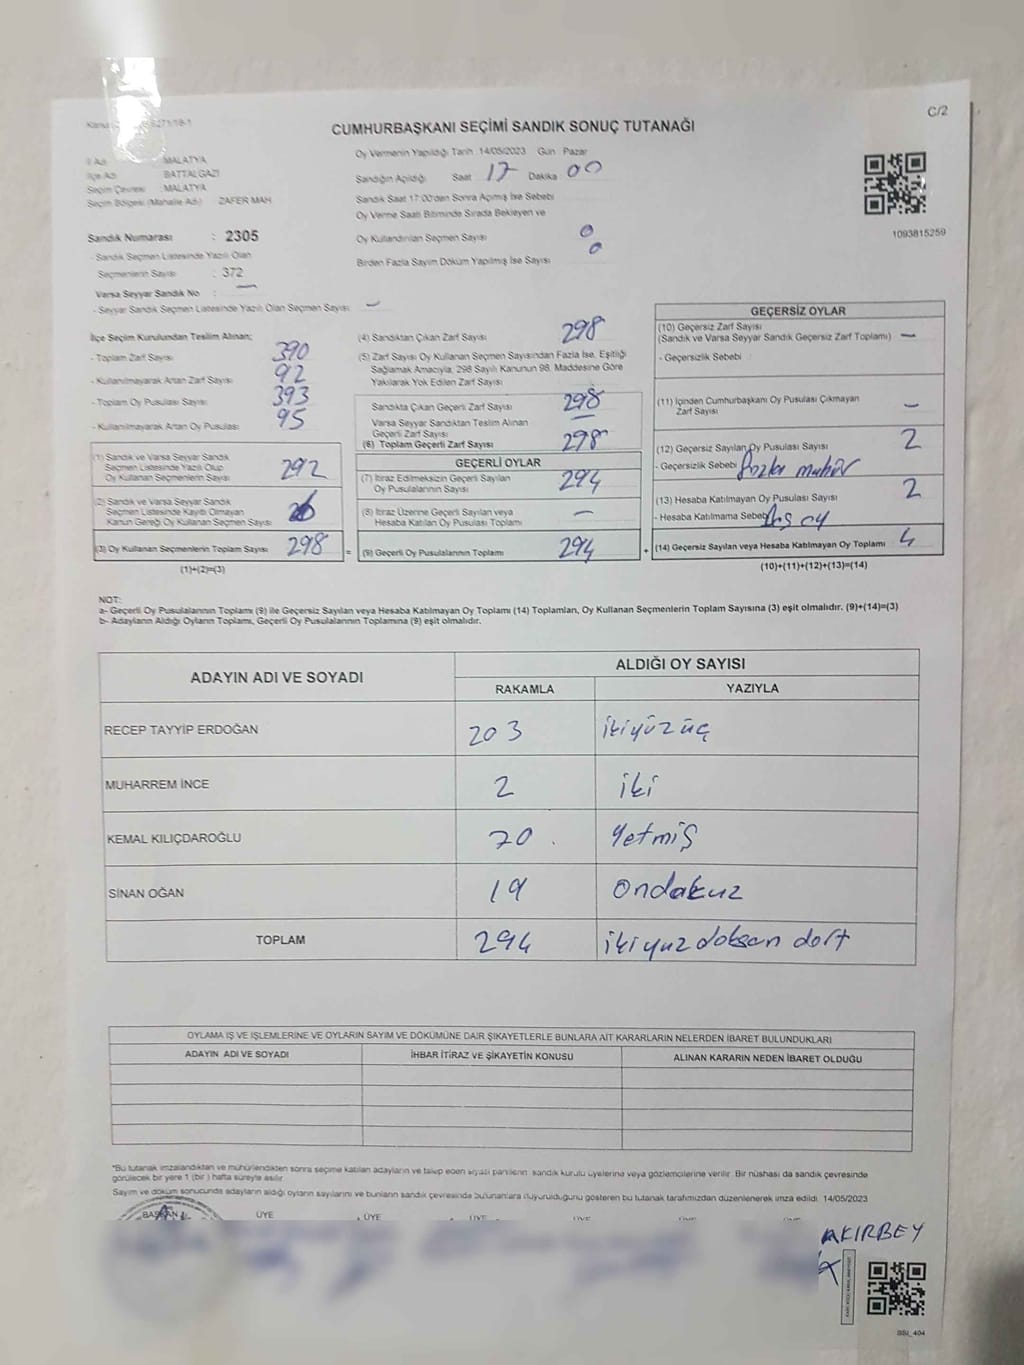 C/2
CUMHURBAŞKANI SEÇİMİ SANDIK SONUÇ TUTANAĞI
İl Adı : MALATYA
İlçe Adı : BATTALGAZİ
Seçim Çevresi : MALATYA
Seçim Bölgesi (Mahalle Adı) ZAFER MAH
Sandık Numarası : 2305
- Sandık Seçmen Listesinde Yazılı Olan
Seçmenlerin Sayısı : 372
Varsa Seyyar Sandık No : —
- Seyyar Sandık Seçmen Listesinde Yazılı Olan Seçmen Sayısı : —
Oy Vermenin Yapıldığı Tarih 14/05/2023 Gün Pazar
Sandığın Açıldığı Saat 17 Dakika 00
Sandık Saat 17:00'den Sonra Açılmış İse Sebebi
Oy Verme Saati Bitiminde Sırada Bekleyen ve
Oy Kullandırılan Seçmen Sayısı 0
Birden Fazla Sayım Döküm Yapılmış İse Sayısı 0
1093815259
İlçe Seçim Kurulundan Teslim Alınan;
- Toplam Zarf Sayısı 390
- Kullanılmayarak Artan Zarf Sayısı 92
- Toplam Oy Pusulası Sayısı 393
- Kullanılmayarak Artan Oy Pusulası 95
(1) Sandık ve Varsa Seyyar Sandık
Seçmen Listesinde Yazılı Olup
Oy Kullanan Seçmenlerin Sayısı 292
(2) Sandık ve Varsa Seyyar Sandık
Seçmen Listesinde Kayıtlı Olmayan
Kanun Gereği Oy Kullanan Seçmen Sayısı 6
(3) Oy Kullanan Seçmenlerin Toplam Sayısı 298 =
(1)+(2)=(3)
(4) Sandıktan Çıkan Zarf Sayısı 298
(5) Zarf Sayısı Oy Kullanan Seçmen Sayısından Fazla İse, Eşitliği
Sağlamak Amacıyla, 298 Sayılı Kanunun 98. Maddesine Göre
Yakılarak Yok Edilen Zarf Sayısı
Sandıkta Çıkan Geçerli Zarf Sayısı 298
Varsa Seyyar Sandıktan Teslim Alınan
Geçerli Zarf Sayısı —
(6) Toplam Geçerli Zarf Sayısı 298
GEÇERLİ OYLAR
(7) İtiraz Edilmeksizin Geçerli Sayılan
Oy Pusulalarının Sayısı 294
(8) İtiraz Üzerine Geçerli Sayılan veya
Hesaba Katılan Oy Pusulası Toplamı —
(9) Geçerli Oy Pusulalarının Toplamı 294 +
GEÇERSİZ OYLAR
(10) Geçersiz Zarf Sayısı
(Sandık ve Varsa Seyyar Sandık Geçersiz Zarf Toplamı) —
- Geçersizlik Sebebi
(11) İçinden Cumhurbaşkanı Oy Pusulası Çıkmayan
Zarf Sayısı —
(12) Geçersiz Sayılan Oy Pusulası Sayısı 2
- Geçersizlik Sebebi
(13) Hesaba Katılmayan Oy Pusulası Sayısı 2
- Hesaba Katılmama Sebebi Boş oy
(14) Geçersiz Sayılan veya Hesaba Katılmayan Oy Toplamı 4
(10)+(11)+(12)+(13)=(14)
NOT:
a- Geçerli Oy Pusulalarının Toplamı (9) ile Geçersiz Sayılan veya Hesaba Katılmayan Oy Toplamı (14) Toplamları, Oy Kullanan Seçmenlerin Toplam Sayısına (3) eşit olmalıdır. (9)+(14)=(3)
b- Adayların Aldığı Oyların Toplamı, Geçerli Oy Pusulalarının Toplamına (9) eşit olmalıdır.
ADAYIN ADI VE SOYADI ALDIĞI OY SAYISI
RAKAMLA YAZIYLA
RECEP TAYYİP ERDOĞAN 203 ikiyüzüç
MUHARREM İNCE 2 iki
KEMAL KILIÇDAROĞLU 70 yetmiş
SİNAN OĞAN 19 ondokuz
TOPLAM 294 ikiyuz doksan dort
OYLAMA İŞ VE İŞLEMLERİNE VE OYLARIN SAYIM VE DÖKÜMÜNE DAİR ŞİKAYETLERLE BUNLARA AİT KARARLARIN NELERDEN İBARET BULUNDUKLARI
ADAYIN ADI VE SOYADI İHBAR İTİRAZ VE ŞİKAYETİN KONUSU ALINAN KARARIN NEDEN İBARET OLDUĞU
*Bu tutanak imzalandıktan ve mühürlendikten sonra seçime katılan adayların ve talep eden siyasi partilerin sandık kurulu üyelerine veya gözlemcilerine verilir. Bir nüshası da sandık çevresinde
görülecek bir yere 1 (bir) hafta süreyle asılır.
Sayım ve döküm sonucunda adayların aldığı oyların sayılarını ve bunların sandık çevresinde bulunanlara duyurulduğunu gösteren bu tutanak tarafımızdan düzenlenerek imza edildi. 14/05/2023
BAŞKAN ÜYE ÜYE ÜYE ÜYE ÜYE ÜYE
AKIRBEY
BSI_404